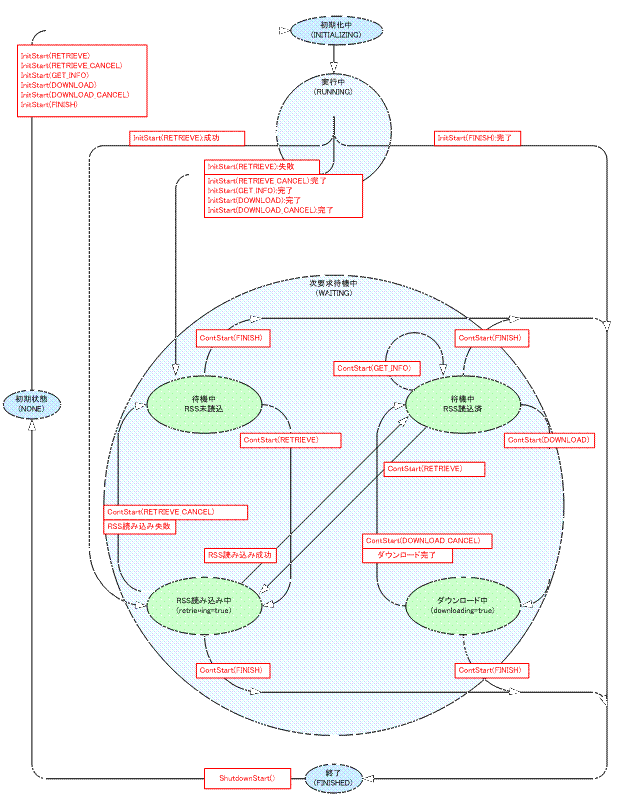 初期化中
(INITIALIZING)
InitStart(RETRIEVE)
InitStart(RETRIEVE_CANCEL)
InitStart(GET_INFO)
InitStart(DOWNLOAD)
InitStart(DOWNLOAD_CANCEL)
InitStart(FINISH)
実行中
(RUNNING)
InitStart(RETRIEVE):成功
InitStart(FINISH):完了
InitStart(RETRIEVE):失敗
InitStart(RETRIEVE_CANCEL):完了
InitStart(GET_INFO):完了
InitStart(DOWNLOAD):完了
InitStart(DOWNLOAD_CANCEL):完了
次要求待機中
(WAITING)
ContStart(FINISH)
ContStart(FINISH)
ContStart(GET_INFO)
初期状態
(NONE)
待機中
RSS未読込
待機中
RSS読込済
ContStart(RETRIEVE)
ContStart(DOWNLOAD)
ContStart(RETRIEVE)
ContStart(RETRIEVE_CANCEL)
RSS読み込み失敗
ContStart(DOWNLOAD_CANCEL)
ダウンロード完了
RSS読み込み成功
RSS読み込み中
(retrieving=true)
ダウンロード中
(downloading=true)
ContStart(FINISH)
ContStart(FINISH)
ShutdownStart()
終了
(FINISHED)